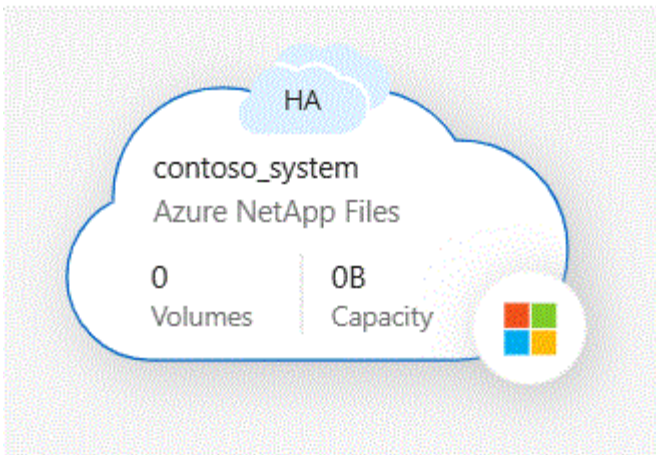 HA
contoso_system
Azure NetApp Files
0 0B
Volumes Capacity